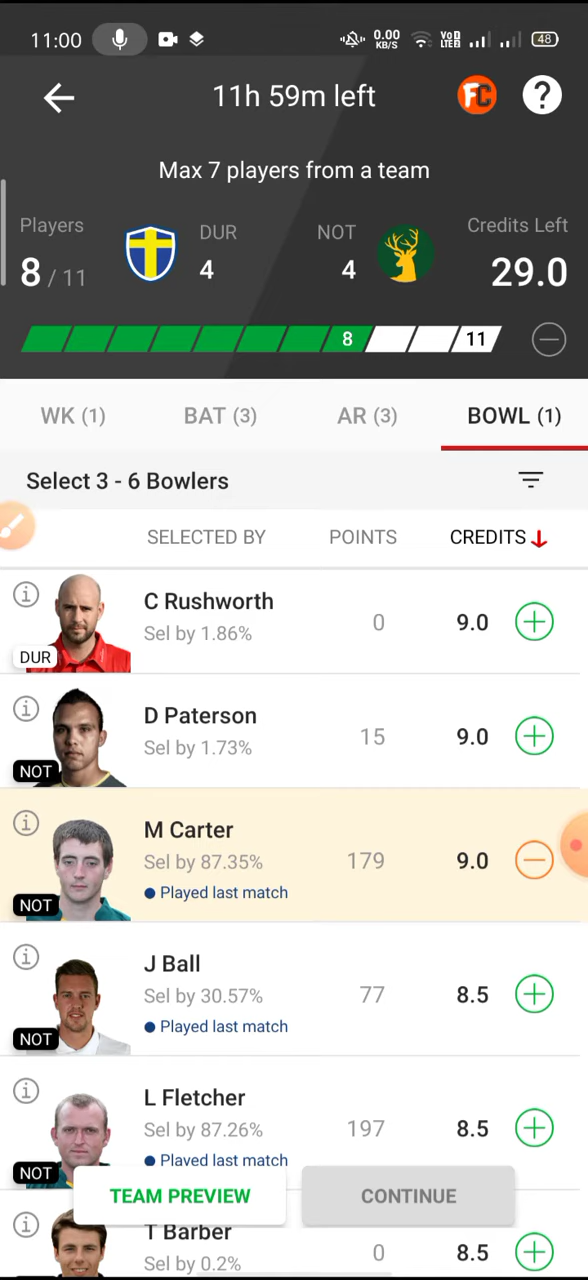 11:00
0.00 KB/S
VoD LTE2
48
11h 59m left
FC
?
Max 7 players from a team
Players
DUR
NOT
Credits Left
8 / 11
4
4
29.0
8
11
WK (1)
BAT (3)
AR (3)
BOWL (1)
Select 3 - 6 Bowlers
SELECTED BY
POINTS
CREDITS
i
C Rushworth
Sel by 1.86%
0
9.0
DUR
i
D Paterson
Sel by 1.73%
15
9.0
NOT
i
M Carter
Sel by 87.35%
179
9.0
Played last match
NOT
i
J Ball
Sel by 30.57%
77
8.5
Played last match
NOT
i
L Fletcher
Sel by 87.26%
197
8.5
Played last match
NOT
TEAM PREVIEW
CONTINUE
i
T Barber
Sel by 0.2%
0
8.5